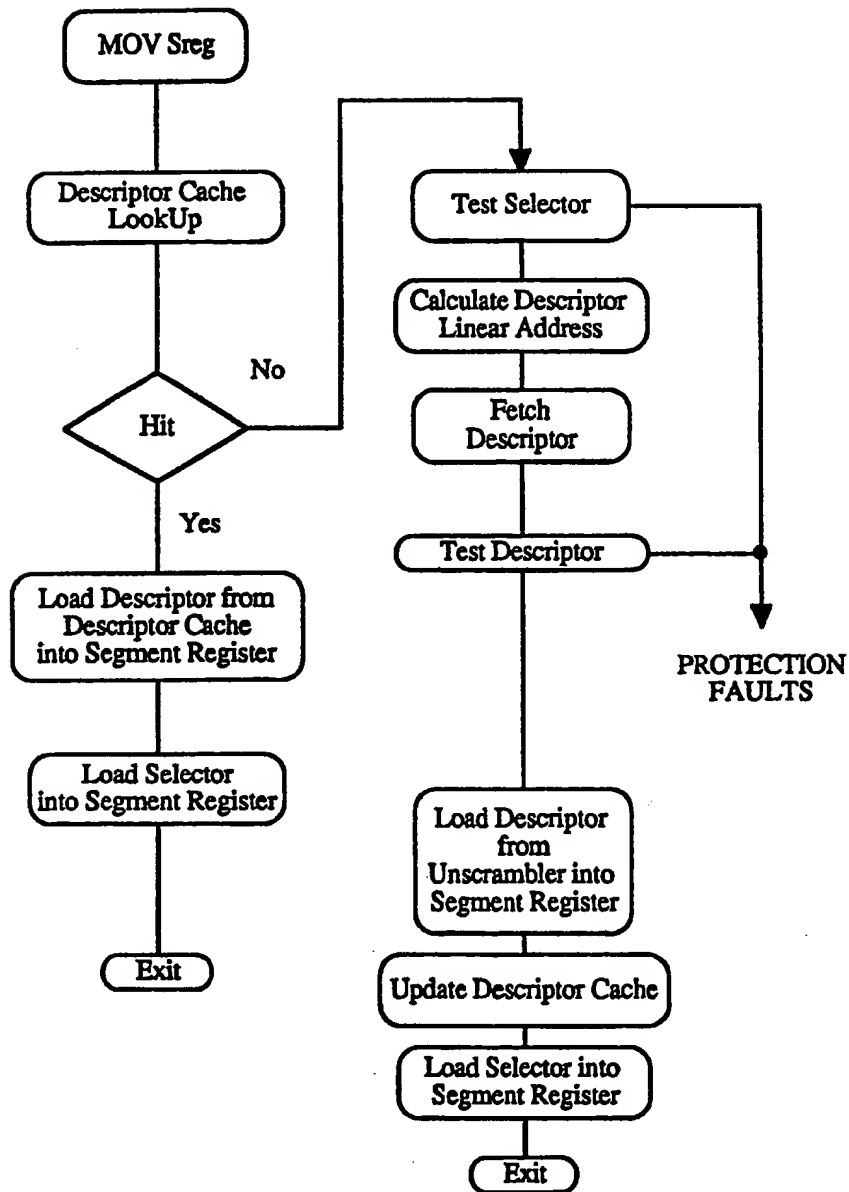 MOV Sreg
Descriptor Cache
LookUp
Hit
No
Yes
Load Descriptor from
Descriptor Cache
into Segment Register
Load Selector
into Segment Register
Exit
Test Selector
Calculate Descriptor
Linear Address
Fetch
Descriptor
Test Descriptor
PROTECTION
FAULTS
Load Descriptor
from
Unscrambler into
Segment Register
Update Descriptor Cache
Load Selector into
Segment Register
Exit